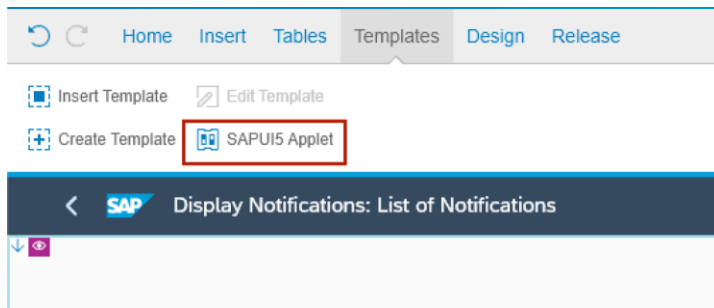 Home Insert Tables Templates Design Release
Insert Template Edit Template
Create Template SAPUI5 Applet
SAP Display Notifications: List of Notifications